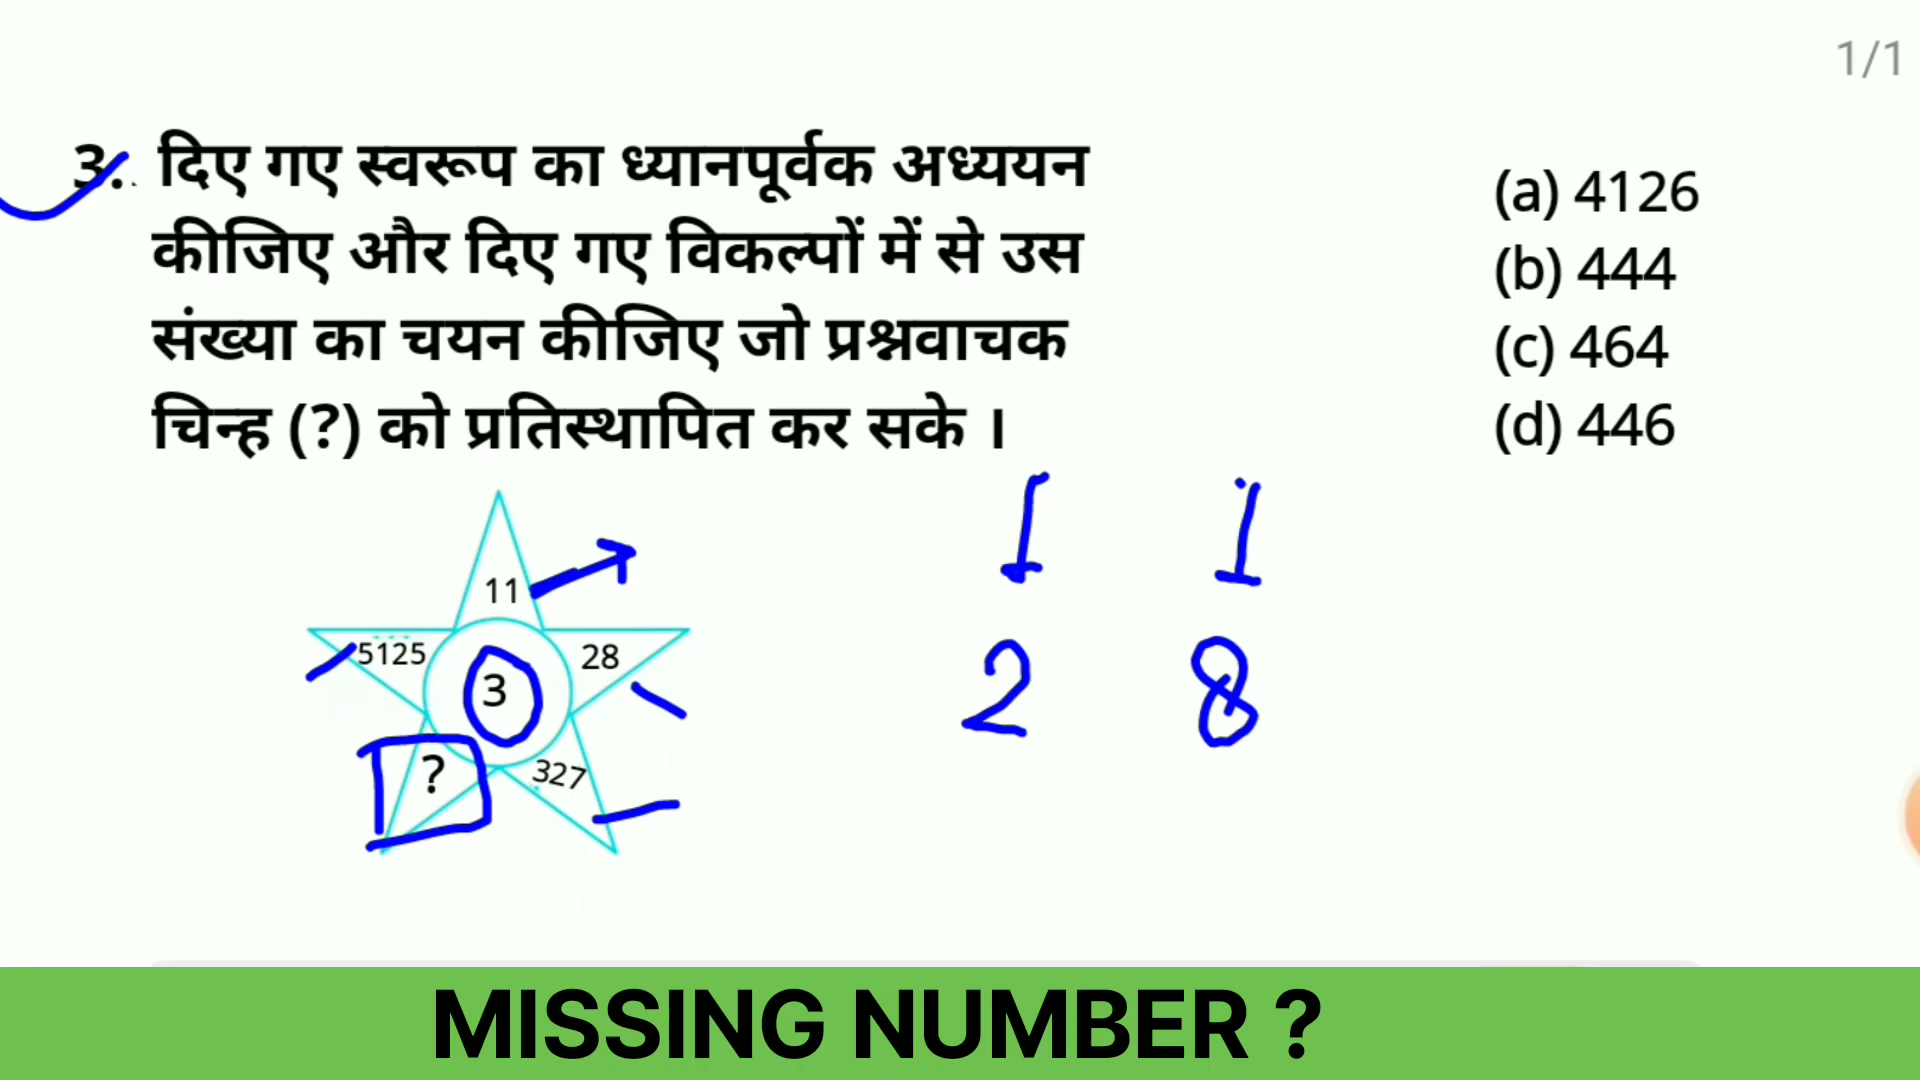 1/1
3. दिए गए स्वरूप का ध्यानपूर्वक अध्ययन
कीजिए और दिए गए विकल्पों में से उस
संख्या का चयन कीजिए जो प्रश्नवाचक
चिन्ह (?) को प्रतिस्थापित कर सके ।
(a) 4126
(b) 444
(c) 464
(d) 446
11
5125
28
3
?
327
1 1
2 8
MISSING NUMBER ?